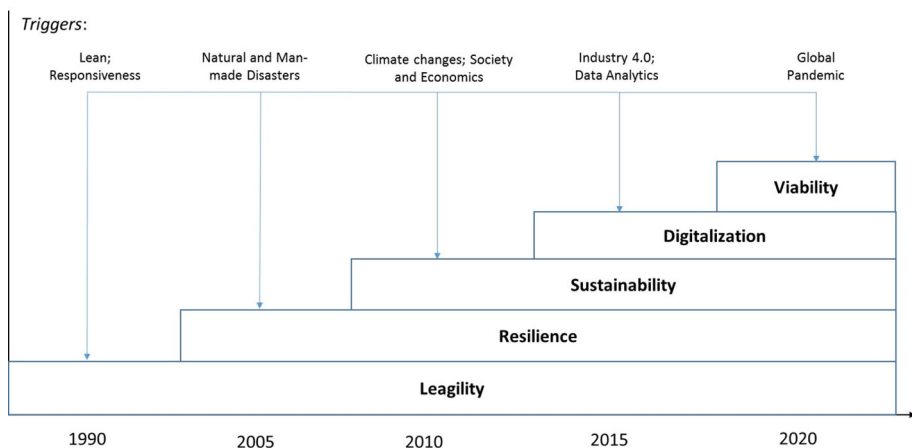 Triggers:
Lean;
Responsiveness
Natural and Man-
made Disasters
Climate changes; Society
and Economics
Industry 4.0;
Data Analytics
Global
Pandemic
Viability
Digitalization
Sustainability
Resilience
Leagility
1990
2005
2010
2015
2020